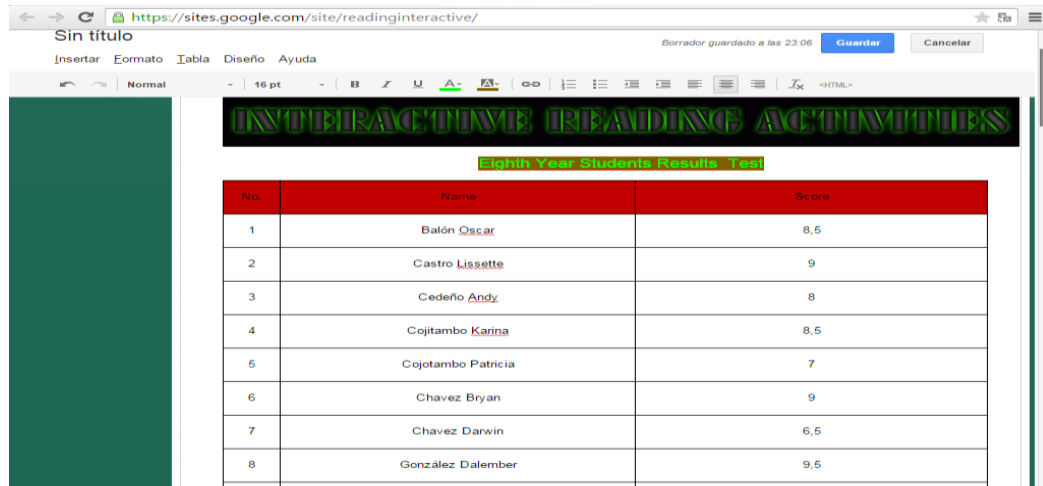 https://sites.google.com/site/readinginteractive/
Sin título
Borrador guardado a las 23:06 Guardar Cancelar
Insertar Formato Tabla Diseño Ayuda
Normal 16 pt B I U A A T <HTML>
INTERACTIVE READING ACTIVITIES
Eighth Year Students Results Test
No. Name Score
1 Balón Oscar 8,5
2 Castro Lissette 9
3 Cedeño Andy 8
4 Cojitambo Karina 8,5
5 Cojotambo Patricia 7
6 Chavez Bryan 9
7 Chavez Darwin 6,5
8 González Dalember 9,5